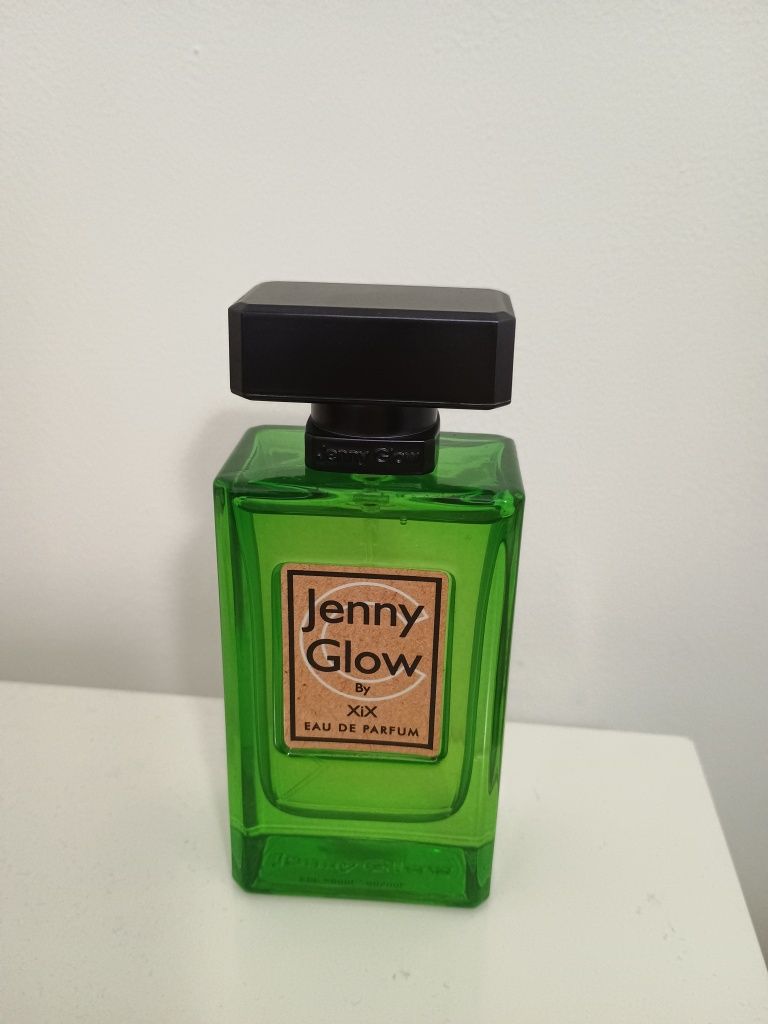 Jenny Glow
Jenny
Glow
By
XiX
EAU DE PARFUM